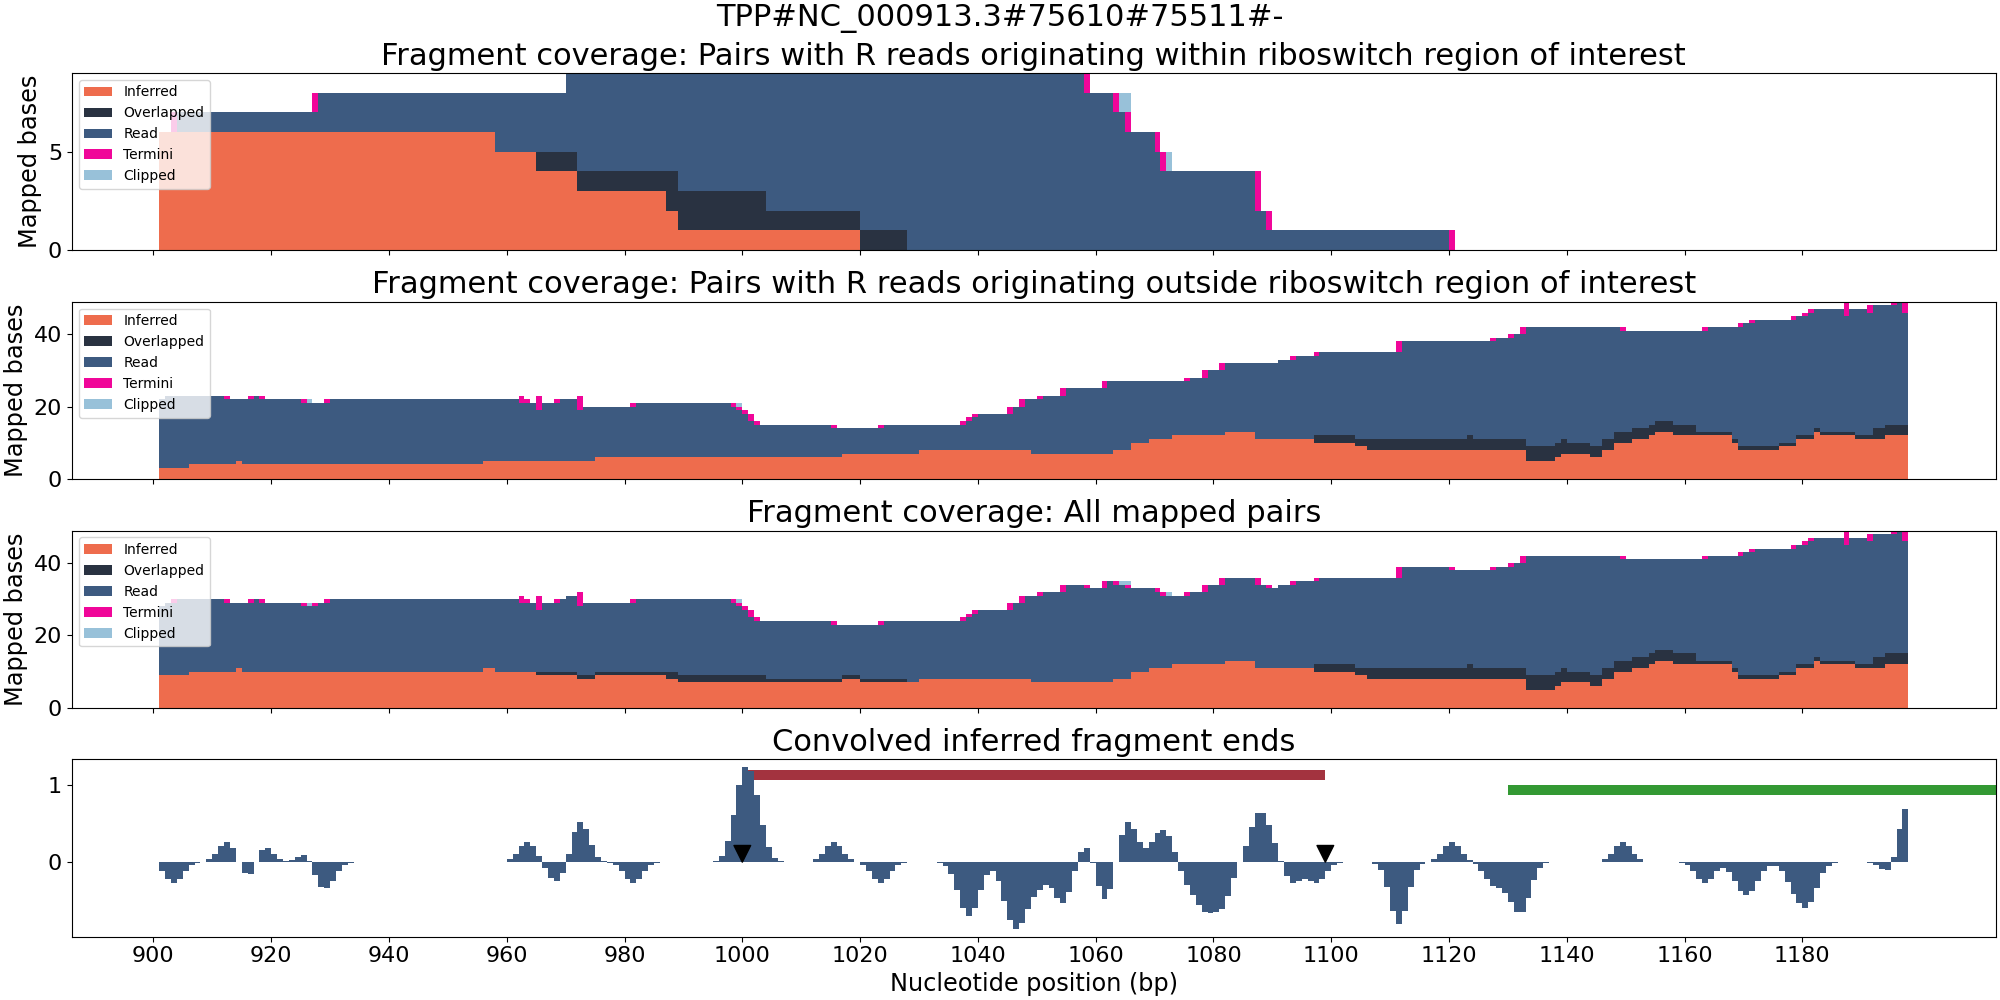 TPP#NC_000913.3#75610#75511#-
Fragment coverage: Pairs with R reads originating within riboswitch region of interest
Mapped bases
5
0
Inferred
Overlapped
Read
Termini
Clipped
Fragment coverage: Pairs with R reads originating outside riboswitch region of interest
Mapped bases
40
20
0
Inferred
Overlapped
Read
Termini
Clipped
Fragment coverage: All mapped pairs
Mapped bases
40
20
0
Inferred
Overlapped
Read
Termini
Clipped
Convolved inferred fragment ends
1
0
900 920 940 960 980 1000 1020 1040 1060 1080 1100 1120 1140 1160 1180
Nucleotide position (bp)